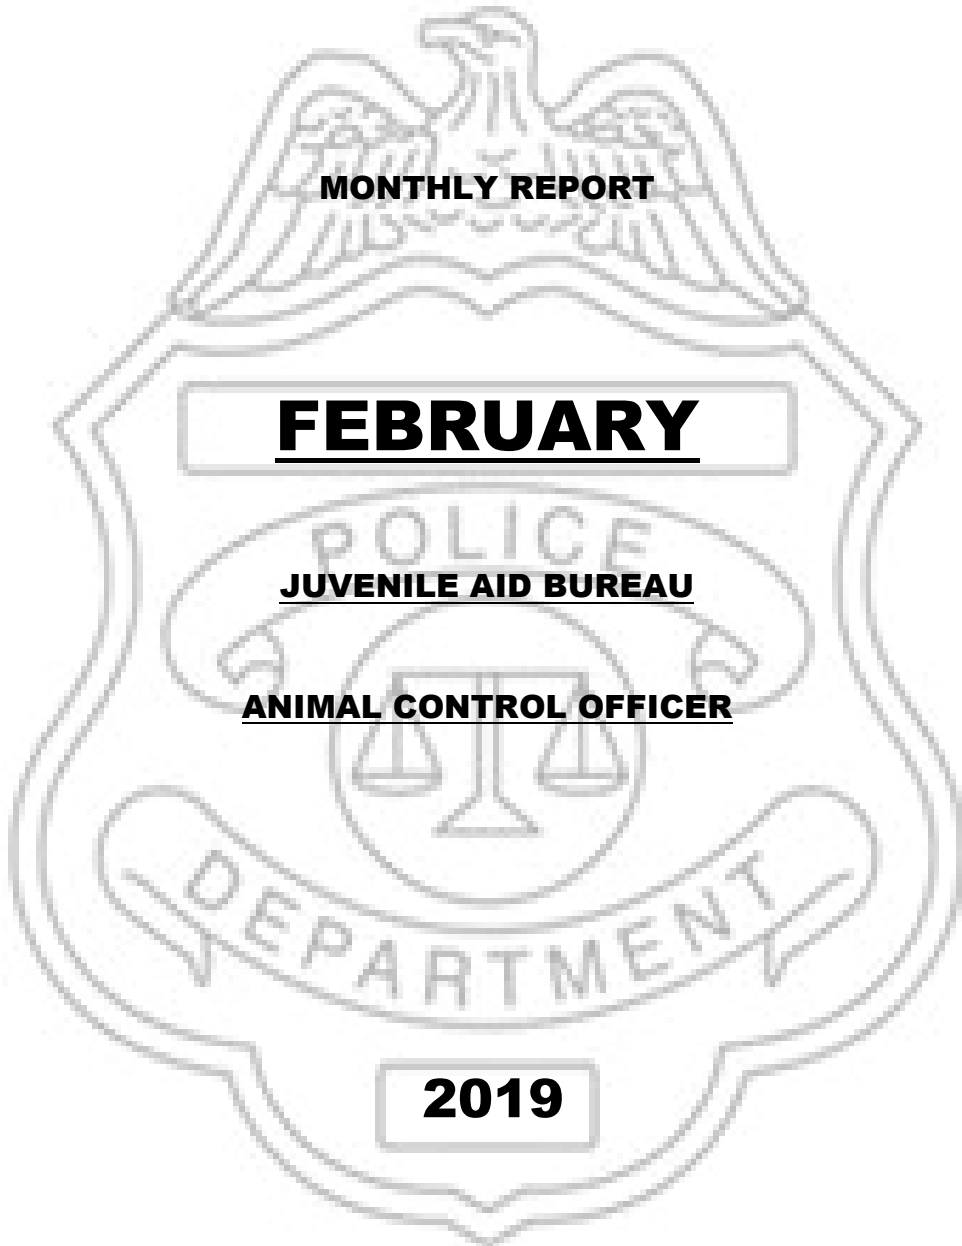 MONTHLY REPORT
FEBRUARY
POLICE
JUVENILE AID BUREAU
ANIMAL CONTROL OFFICER
DEPARTMENT
2019